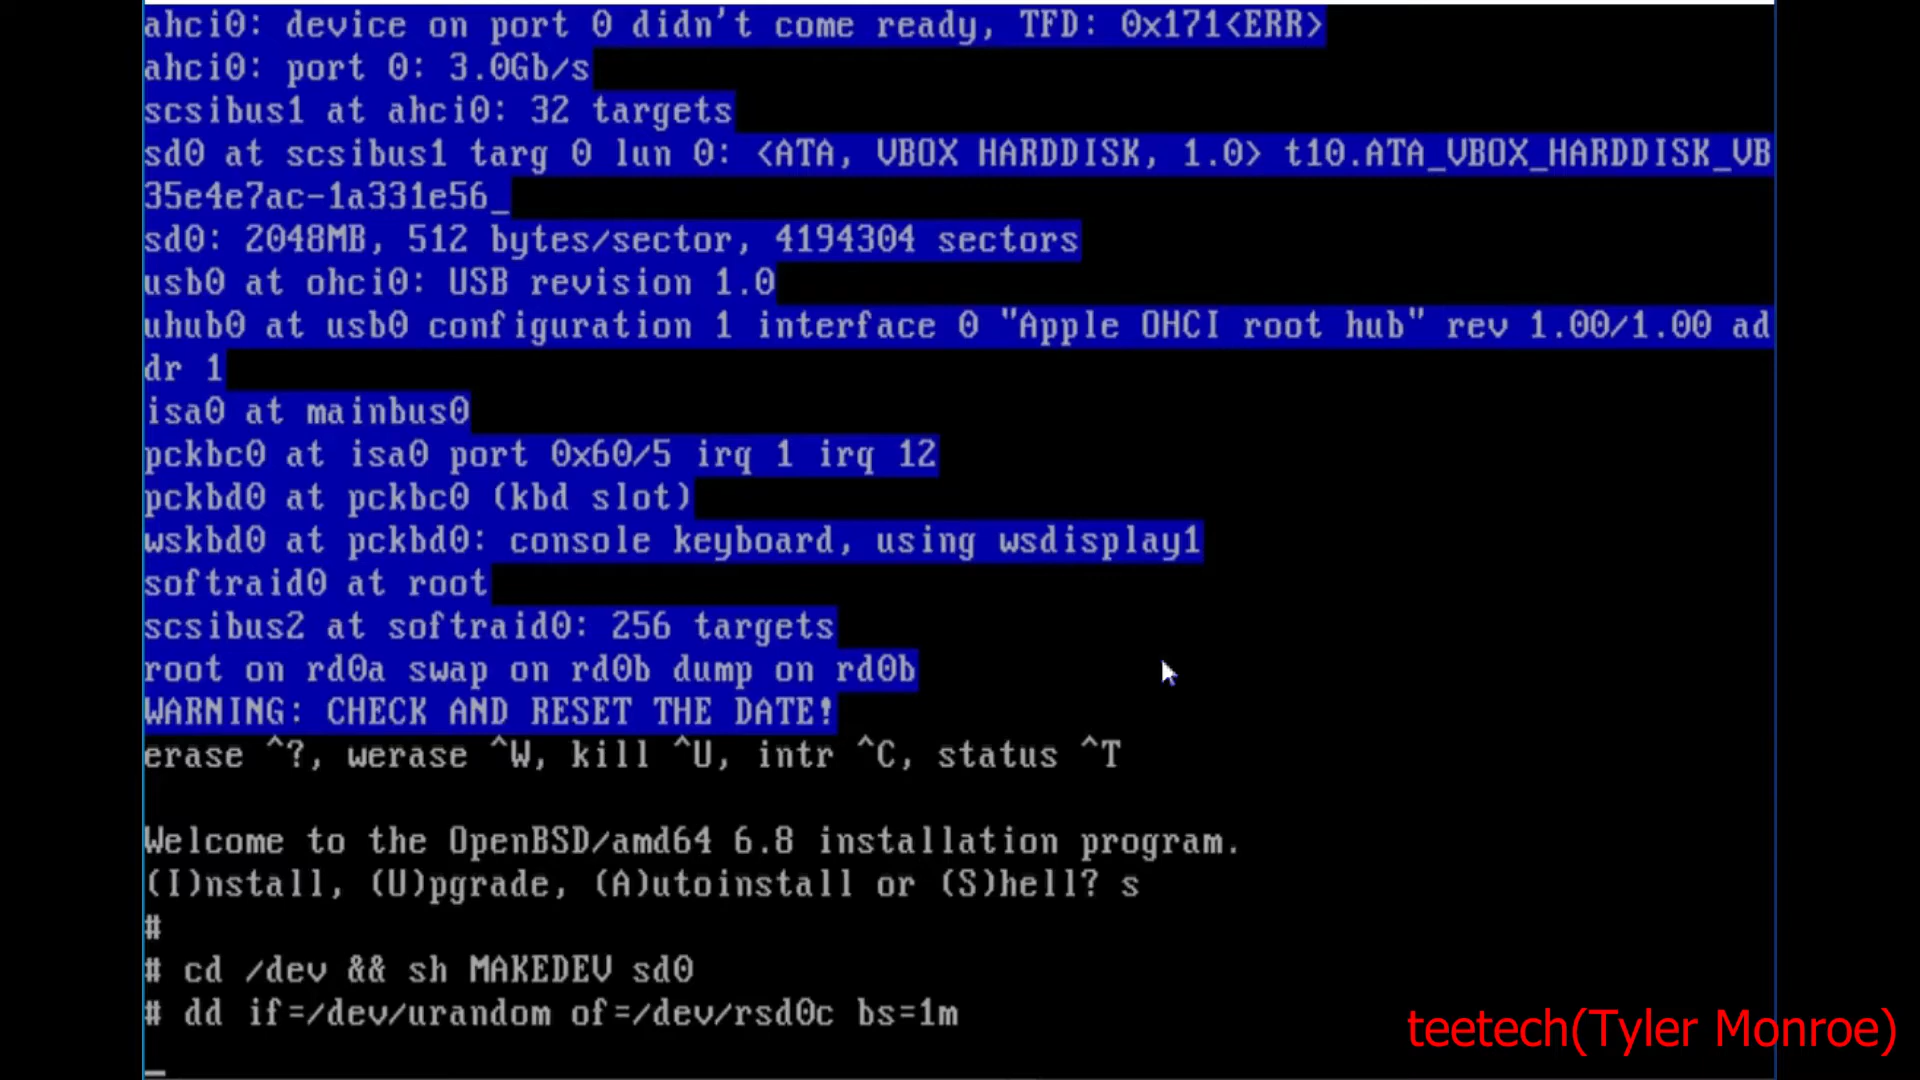 ahci0: device on port 0 didn't come ready, TFD: 0x171<ERR>
ahci0: port 0: 3.0Gb/s
scsibus1 at ahci0: 32 targets
sd0 at scsibus1 targ 0 lun 0: <ATA, VBOX HARDDISK, 1.0> t10.ATA_VBOX_HARDDISK_VB
35e4e7ac-1a331e56_
sd0: 2048MB, 512 bytes/sector, 4194304 sectors
usb0 at ohci0: USB revision 1.0
uhub0 at usb0 configuration 1 interface 0 "Apple OHCI root hub" rev 1.00/1.00 ad
dr 1
isa0 at mainbus0
pckbc0 at isa0 port 0x60/5 irq 1 irq 12
pckbd0 at pckbc0 (kbd slot)
wskbd0 at pckbd0: console keyboard, using wsdisplay1
softraid0 at root
scsibus2 at softraid0: 256 targets
root on rd0a swap on rd0b dump on rd0b
WARNING: CHECK AND RESET THE DATE!
erase ^?, werase ^W, kill ^U, intr ^C, status ^T
Welcome to the OpenBSD/amd64 6.8 installation program.
(I)nstall, (U)pgrade, (A)utoinstall or (S)hell? s
#
# cd /dev && sh MAKEDEV sd0
# dd if=/dev/urandom of=/dev/rsd0c bs=1m
teetech(Tyler Monroe)